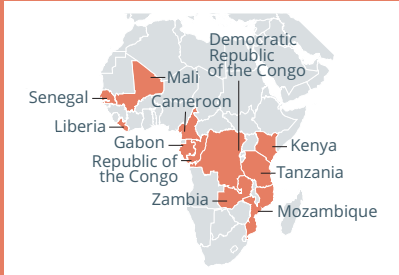 Democratic
Republic
of the Congo
Mali
Senegal
Cameroon
Liberia
Gabon
Kenya
Republic of
the Congo
Tanzania
Zambia
Mozambique